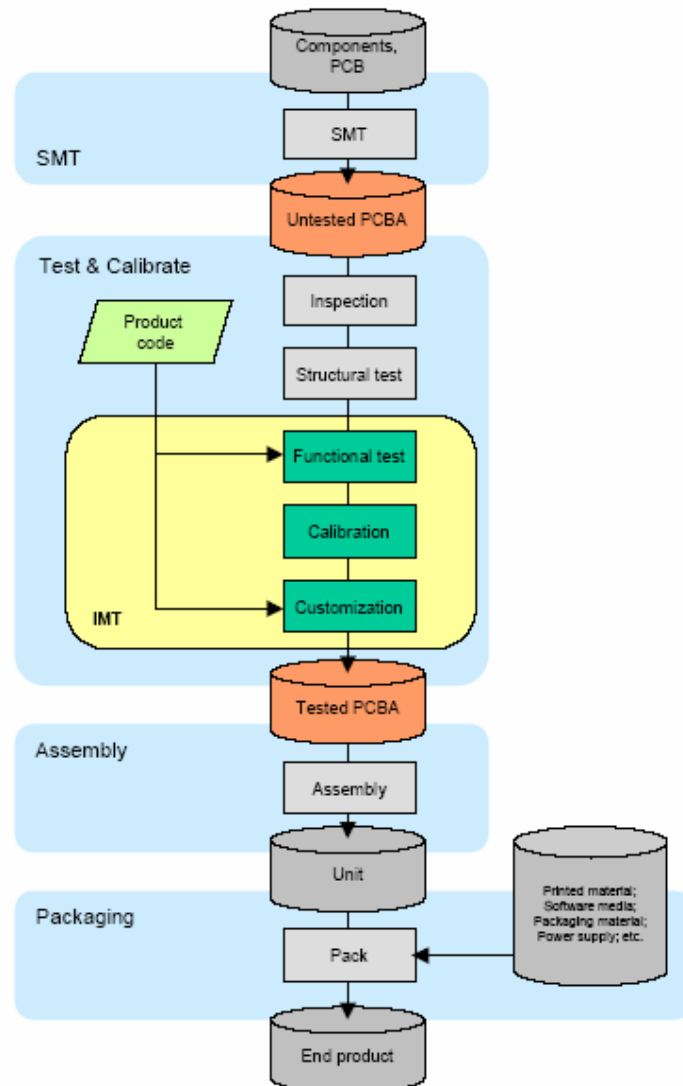 Components,
PCB
SMT
SMT
Untested PCBA
Test & Calibrate
Inspection
Product
code
Structural test
Functional test
Calibration
Customization
IMT
Tested PCBA
Assembly
Assembly
Unit
Printed material;
Software media;
Packaging material;
Power supply; etc.
Packaging
Pack
End product